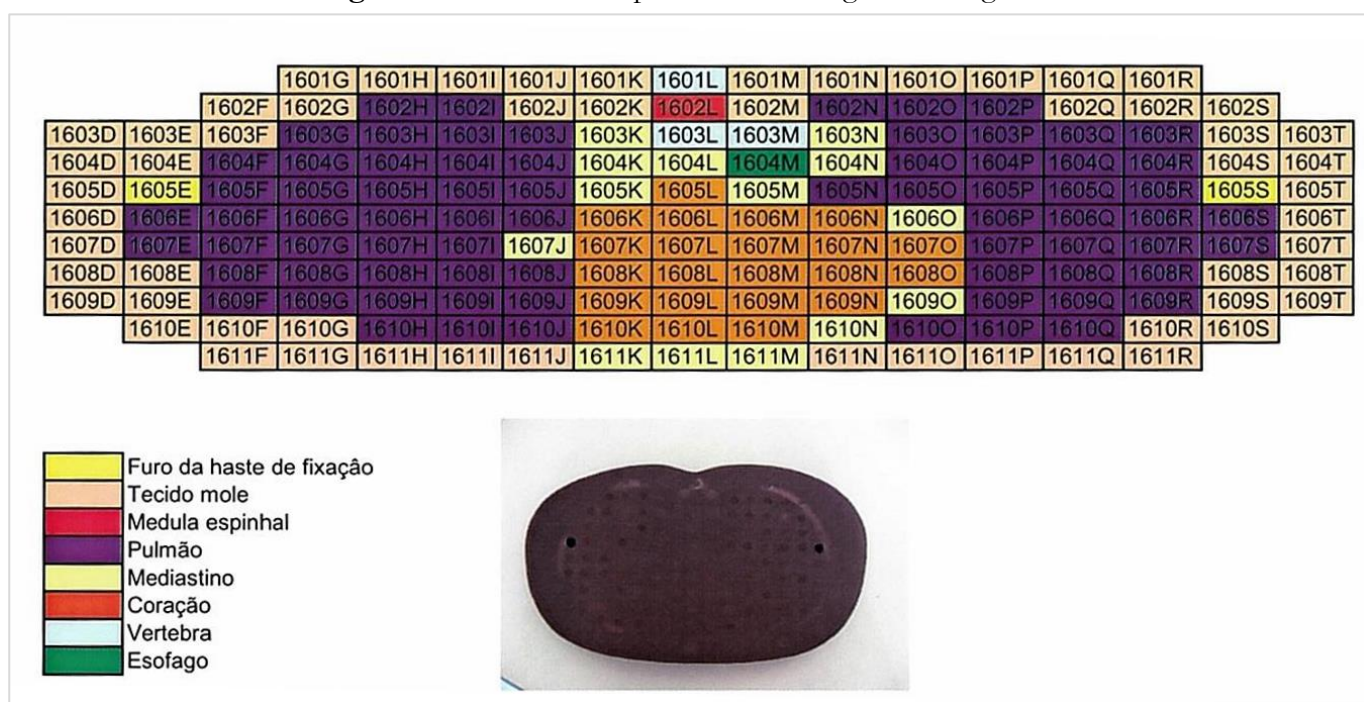 1601G 1601H 1601I 1601J 1601K 1601L 1601M 1601N 1601O 1601P 1601Q 1601R
1602F 1602G 1602H 1602I 1602J 1602K 1602L 1602M 1602N 1602O 1602P 1602Q 1602R 1602S
1603D 1603E 1603F 1603G 1603H 1603I 1603J 1603K 1603L 1603M 1603N 1603O 1603P 1603Q 1603R 1603S 1603T
1604D 1604E 1604F 1604G 1604H 1604I 1604J 1604K 1604L 1604M 1604N 1604O 1604P 1604Q 1604R 1604S 1604T
1605D 1605E 1605F 1605G 1605H 1605I 1605J 1605K 1605L 1605M 1605N 1605O 1605P 1605Q 1605R 1605S 1605T
1606D 1606E 1606F 1606G 1606H 1606I 1606J 1606K 1606L 1606M 1606N 1606O 1606P 1606Q 1606R 1606S 1606T
1607D 1607E 1607F 1607G 1607H 1607I 1607J 1607K 1607L 1607M 1607N 1607O 1607P 1607Q 1607R 1607S 1607T
1608D 1608E 1608F 1608G 1608H 1608I 1608J 1608K 1608L 1608M 1608N 1608O 1608P 1608Q 1608R 1608S 1608T
1609D 1609E 1609F 1609G 1609H 1609I 1609J 1609K 1609L 1609M 1609N 1609O 1609P 1609Q 1609R 1609S 1609T
1610E 1610F 1610G 1610H 1610I 1610J 1610K 1610L 1610M 1610N 1610O 1610P 1610Q 1610R 1610S
1611F 1611G 1611H 1611I 1611J 1611K 1611L 1611M 1611N 1611O 1611P 1611Q 1611R
Furo da haste de fixaçâo
Tecido mole
Medula espinhal
Pulmão
Mediastino
Coração
Vertebra
Esofago